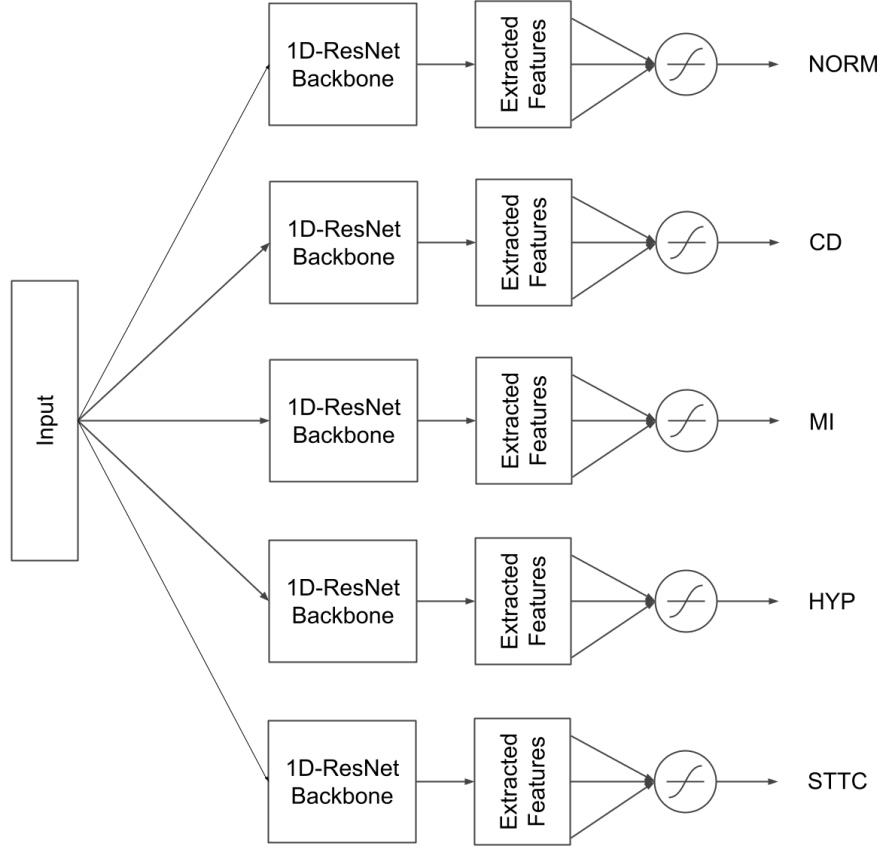 1D-ResNet
Backbone
Extracted
Features
NORM
1D-ResNet
Backbone
Extracted
Features
CD
Input
1D-ResNet
Backbone
Extracted
Features
MI
1D-ResNet
Backbone
Extracted
Features
HYP
1D-ResNet
Backbone
Extracted
Features
STTC